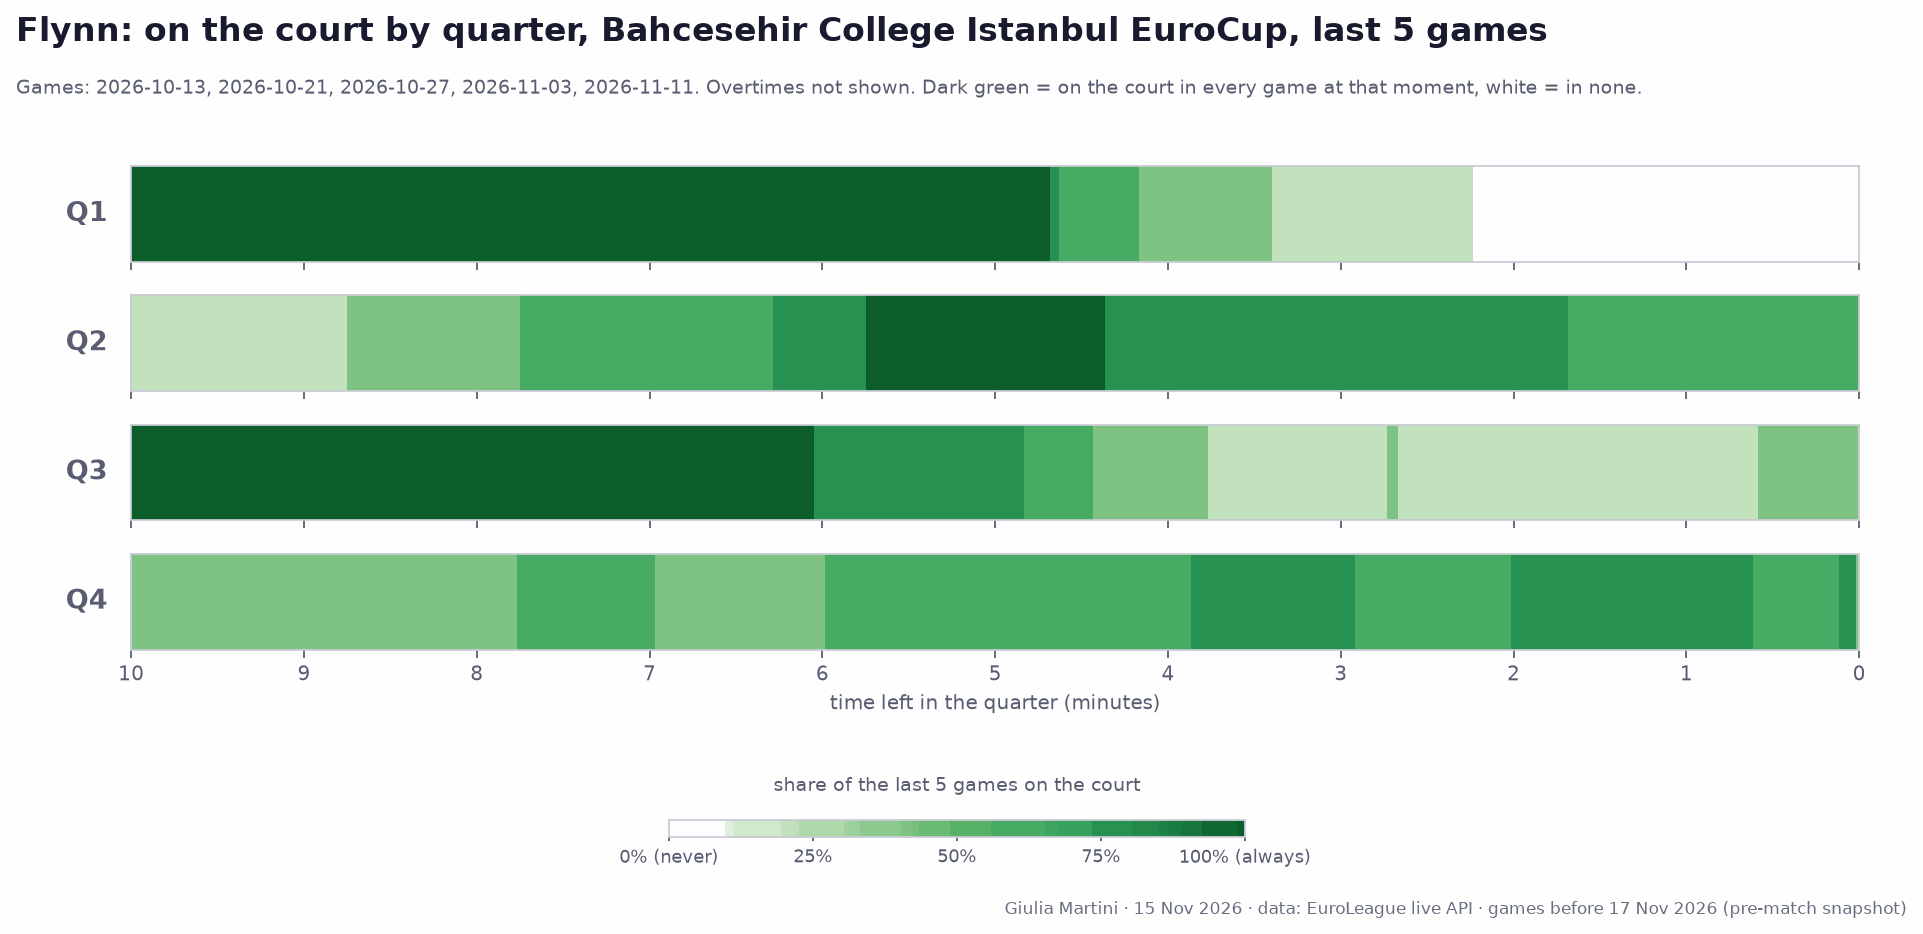 Flynn: on the court by quarter, Bahcesehir College Istanbul EuroCup, last 5 games
Games: 2026-10-13, 2026-10-21, 2026-10-27, 2026-11-03, 2026-11-11. Overtimes not shown. Dark green = on the court in every game at that moment, white = in none.
Q1
Q2
Q3
Q4
10 9 8 7 6 5 4 3 2 1 0
time left in the quarter (minutes)
share of the last 5 games on the court
0% (never) 25% 50% 75% 100% (always)
Giulia Martini · 15 Nov 2026 · data: EuroLeague live API · games before 17 Nov 2026 (pre-match snapshot)